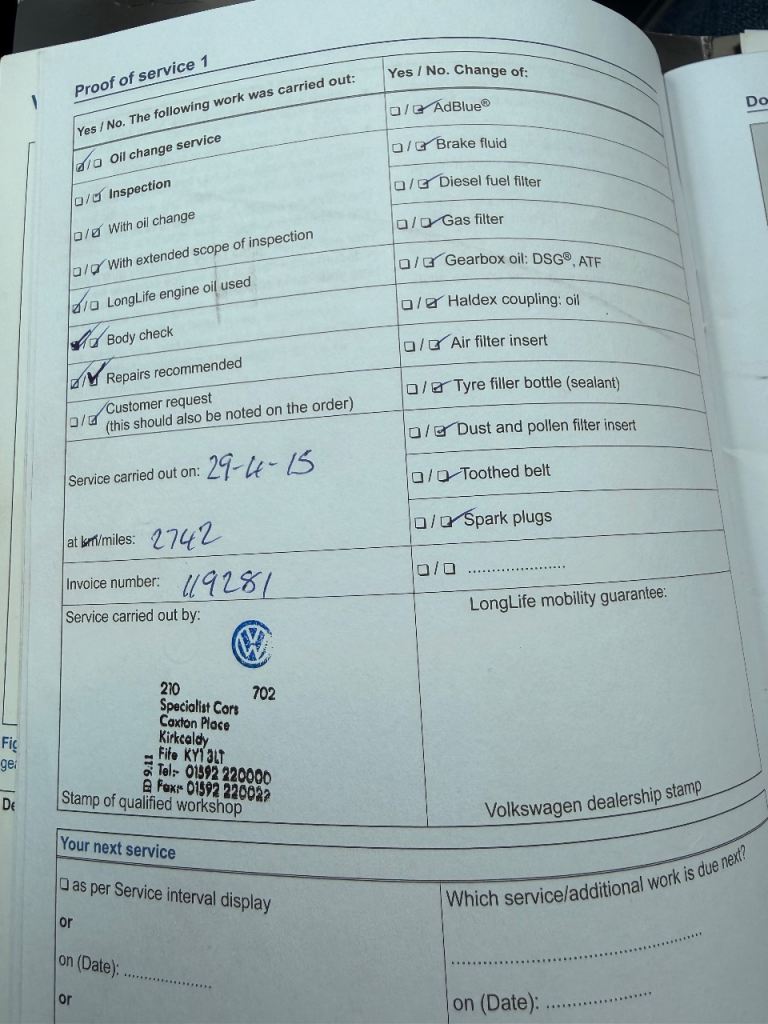 Proof of service 1
Yes / No. The following work was carried out:
☑/☐ Oil change service
☐/☑ Inspection
☐/☑ With oil change
☐/☑ With extended scope of inspection
☑/☐ LongLife engine oil used
☑/☑ Body check
☑/☑ Repairs recommended
☐/☑ Customer request
(this should also be noted on the order)
Service carried out on: 29-4-15
at km/miles: 2742
Invoice number: 119281
Service carried out by:
210 702
Specialist Cars
Caxton Place
Kirkcaldy
Fife KY1 3LT
Tel:- 01592 220000
Fax:- 01592 220022
ID 9.11
Stamp of qualified workshop
Yes / No. Change of:
☐/☑ AdBlue®
☐/☑ Brake fluid
☐/☑ Diesel fuel filter
☐/☑ Gas filter
☐/☑ Gearbox oil: DSG®, ATF
☐/☑ Haldex coupling: oil
☐/☑ Air filter insert
☐/☑ Tyre filler bottle (sealant)
☐/☑ Dust and pollen filter insert
☐/☑ Toothed belt
☐/☑ Spark plugs
☐/☐ ......................
LongLife mobility guarantee:
Volkswagen dealership stamp
Your next service
☐ as per Service interval display
or
on (Date): ....................
or
Which service/additional work is due next?
..................................................
on (Date): ......................
Do
Fig
De